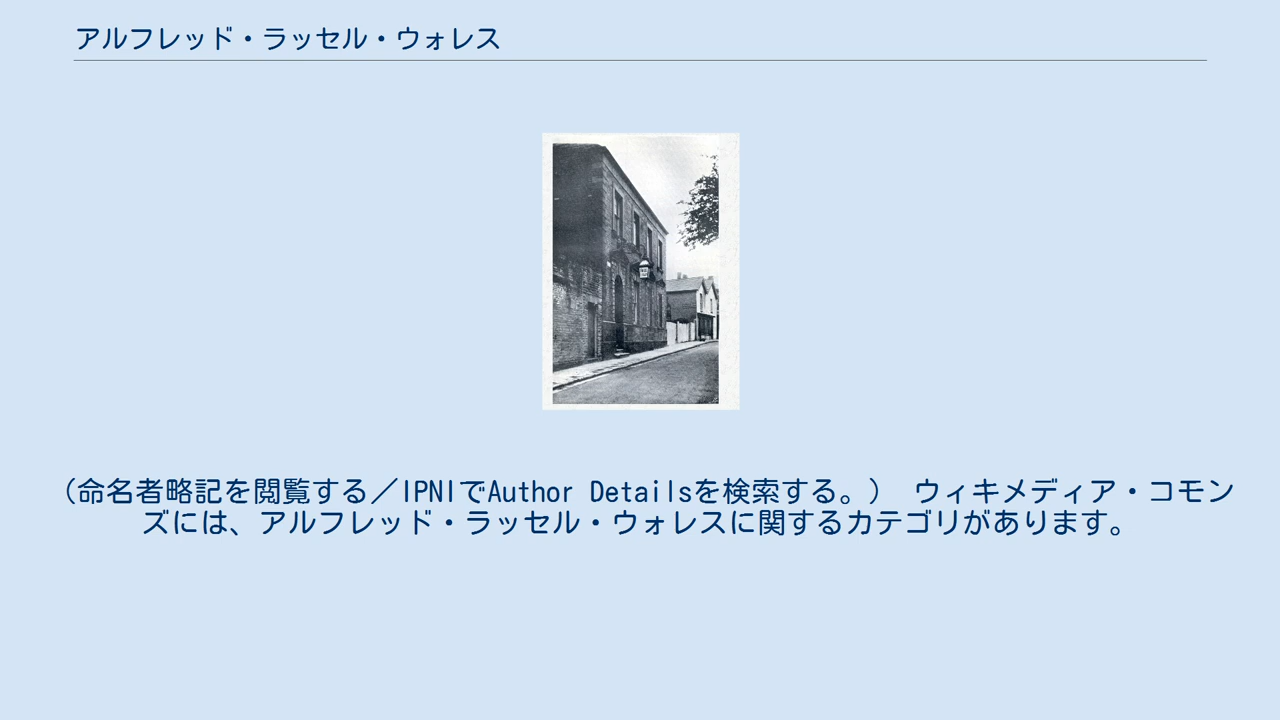 アルフレッド・ラッセル・ウォレス
（命名者略記を閲覧する／IPNIでAuthor Detailsを検索する。） ウィキメディア・コモン
ズには、アルフレッド・ラッセル・ウォレスに関するカテゴリがあります。